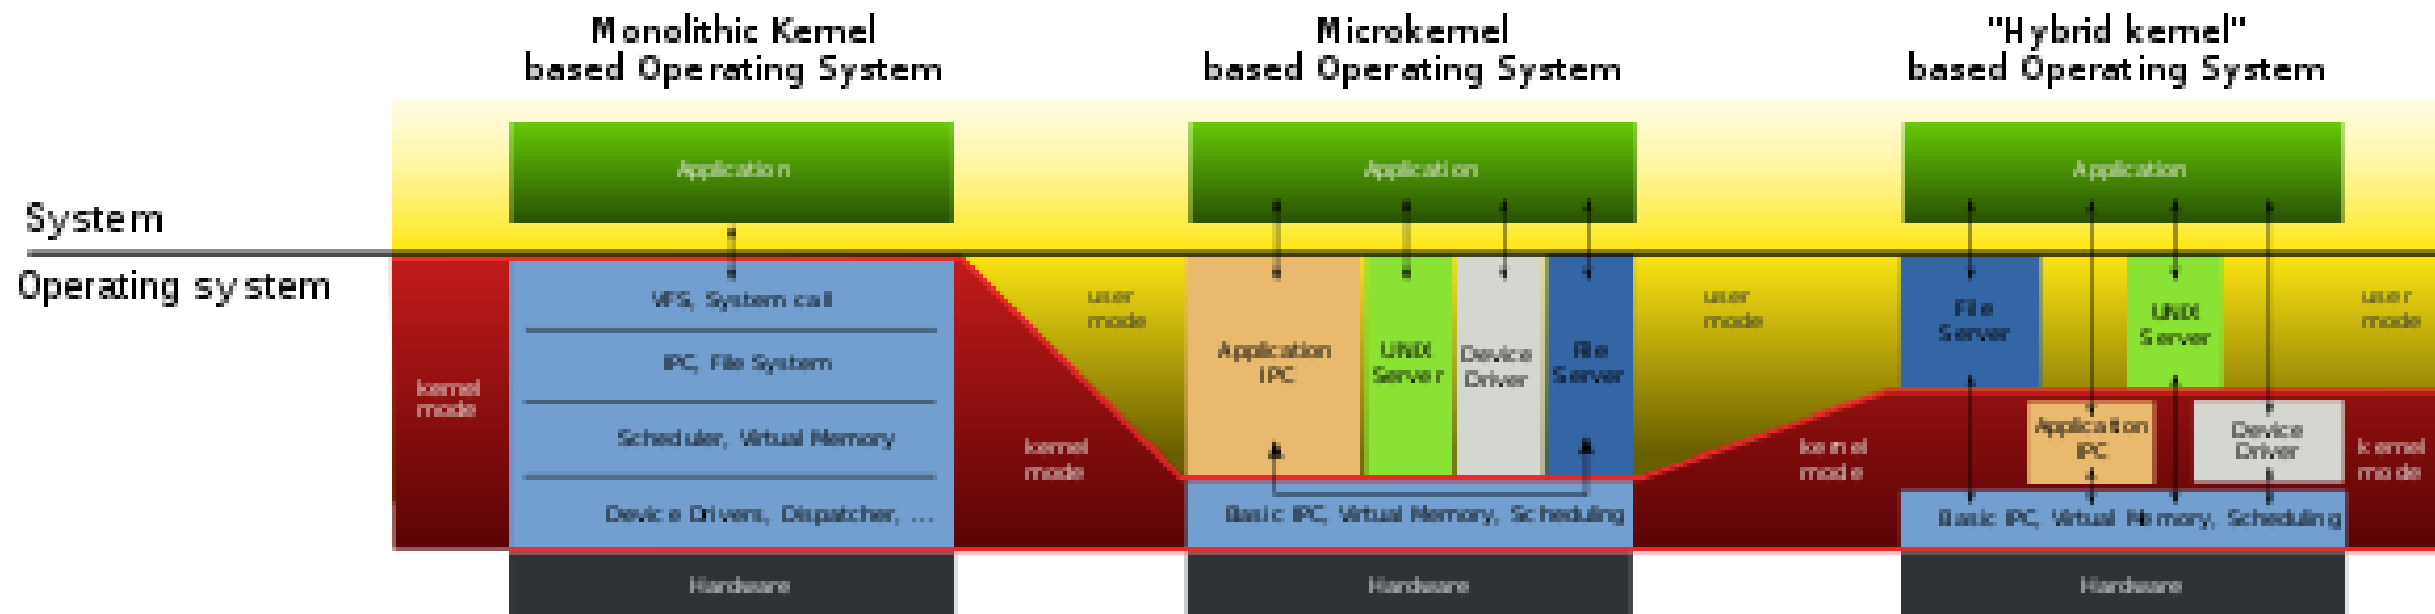 Monolithic Kernel
based Operating System
Microkernel
based Operating System
"Hybrid kernel"
based Operating System
Application
Application
Application
System
Operating system
VFS, System call
IPC, File System
Scheduler, Virtual Memory
Device Drivers, Dispatcher, ...
kernel
mode
user
mode
kernel
mode
Application
IPC
UNIX
Server
Device
Driver
File
Server
Basic IPC, Virtual Memory, Scheduling
user
mode
kernel
mode
File
Server
UNIX
Server
user
mode
Application
IPC
Device
Driver
kernel
mode
Basic IPC, Virtual Memory, Scheduling
Hardware
Hardware
Hardware